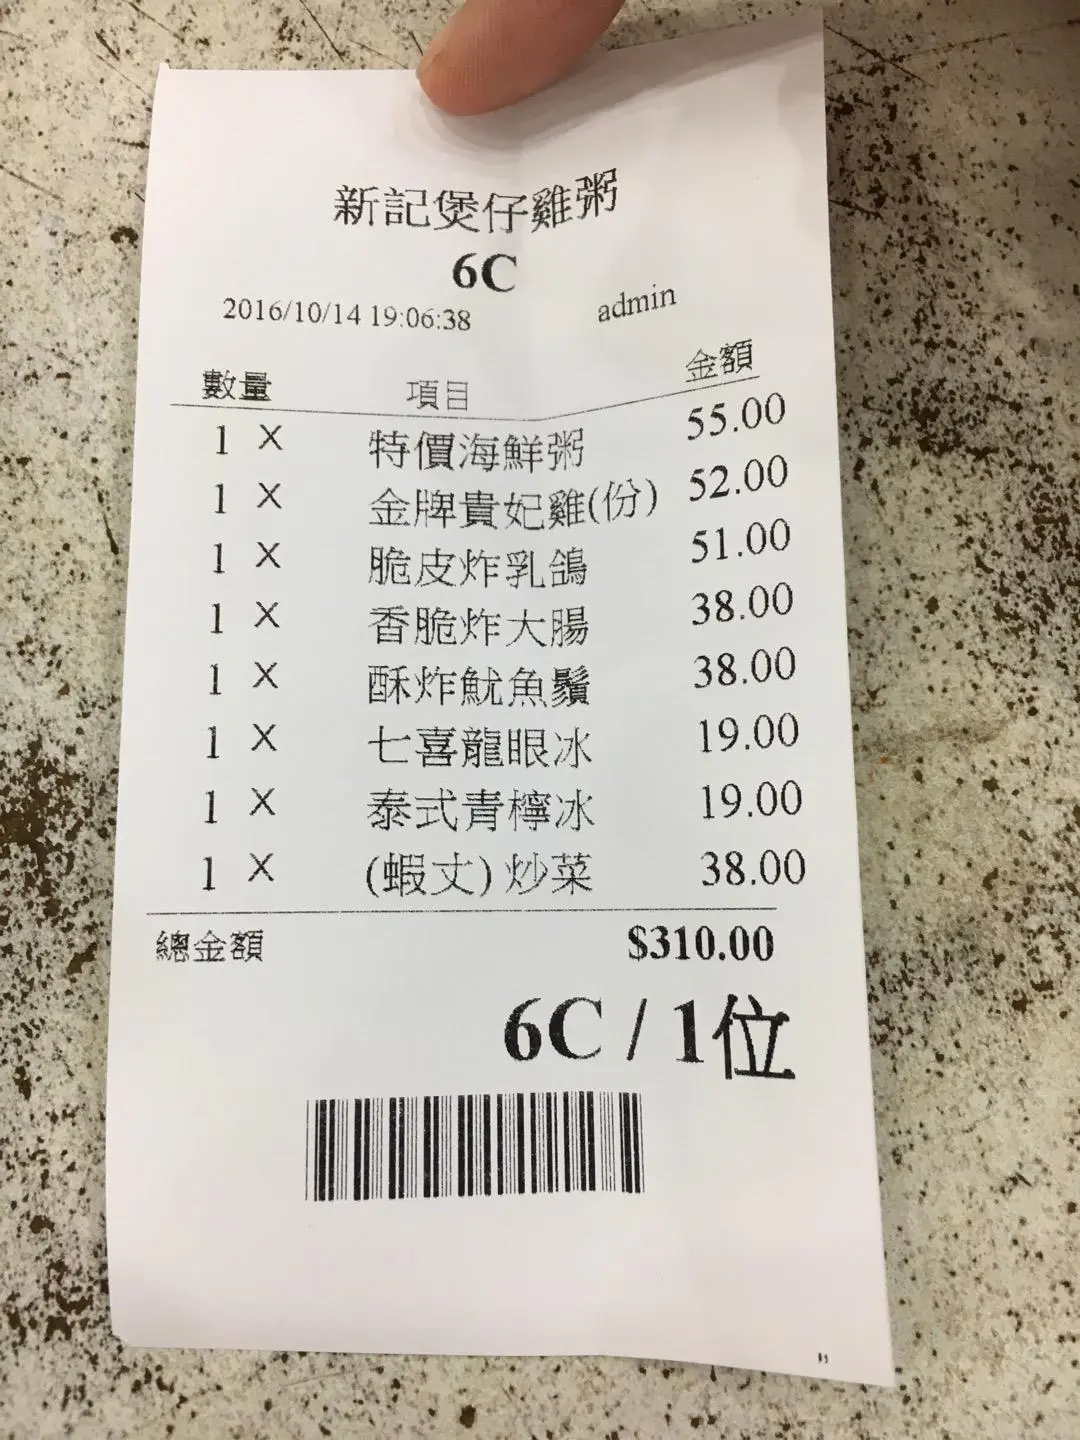 新記煲仔雞粥
6C
2016/10/14 19:06:38 admin
數量 項目 金額
1 X 特價海鮮粥 55.00
1 X 金牌貴妃雞(份) 52.00
1 X 脆皮炸乳鴿 51.00
1 X 香脆炸大腸 38.00
1 X 酥炸魷魚鬚 38.00
1 X 七喜龍眼冰 19.00
1 X 泰式青檸冰 19.00
1 X (蝦丈) 炒菜 38.00
總金額 $310.00
6C / 1位